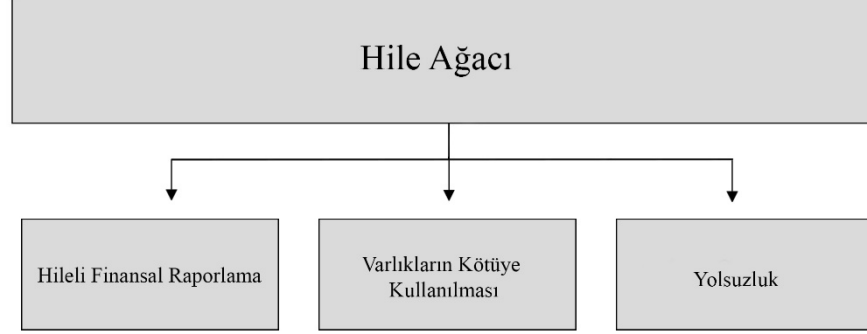 Hile Ağacı
Hileli Finansal Raporlama
Varlıkların Kötüye
Kullanılması
Yolsuzluk